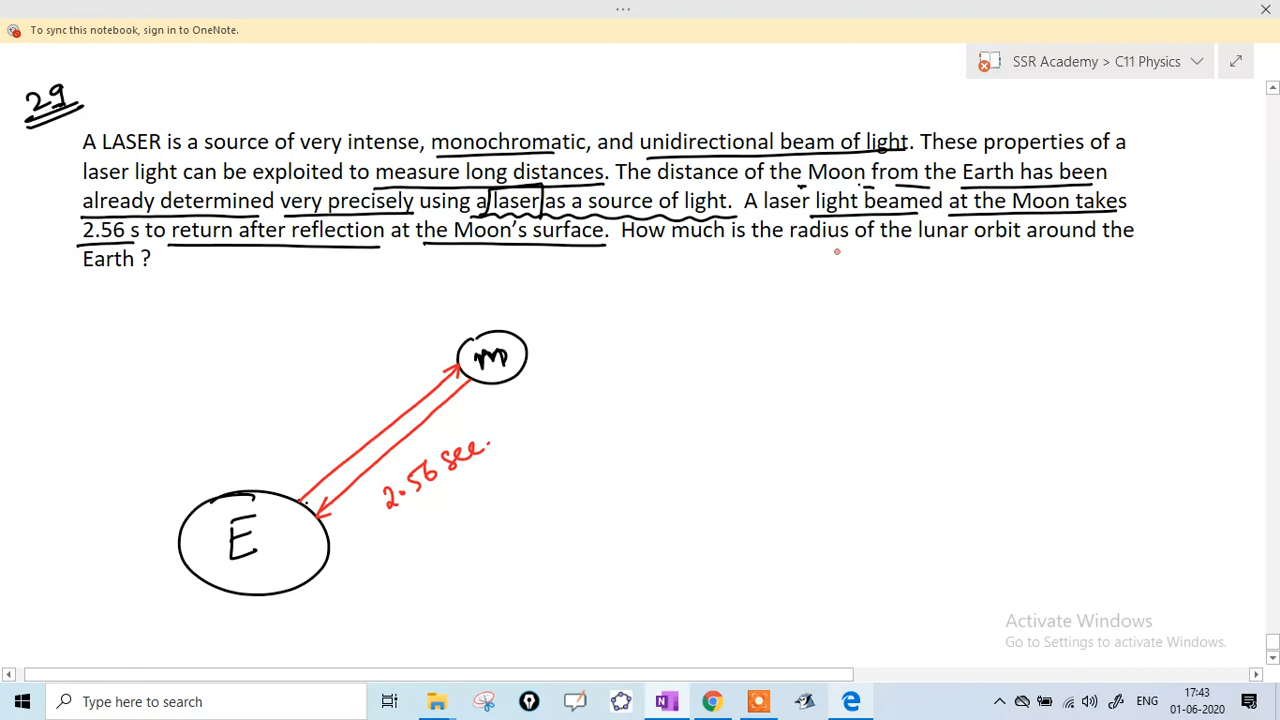 To sync this notebook, sign in to OneNote.
SSR Academy > C11 Physics
29
A LASER is a source of very intense, monochromatic, and unidirectional beam of light. These properties of a
laser light can be exploited to measure long distances. The distance of the Moon from the Earth has been
already determined very precisely using a laser as a source of light. A laser light beamed at the Moon takes
2.56 s to return after reflection at the Moon’s surface. How much is the radius of the lunar orbit around the
Earth ?
m
2.56 sec.
E
Activate Windows
Go to Settings to activate Windows.
Type here to search
ENG
17:43
01-06-2020